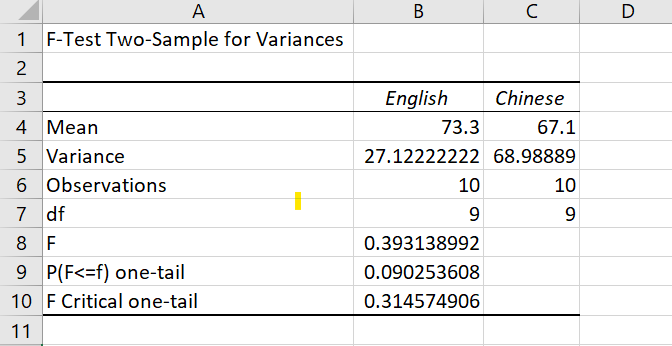 A B C D
1 F-Test Two-Sample for Variances
2
3 English Chinese
4 Mean 73.3 67.1
5 Variance 27.12222222 68.98889
6 Observations 10 10
7 df 9 9
8 F 0.393138992
9 P(F<=f) one-tail 0.090253608
10 F Critical one-tail 0.314574906
11